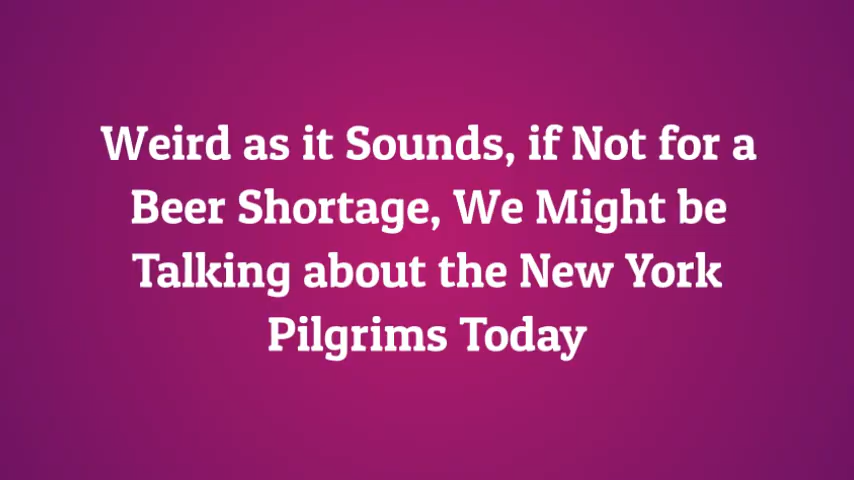 Weird as it Sounds, if Not for a
Beer Shortage, We Might be
Talking about the New York
Pilgrims Today